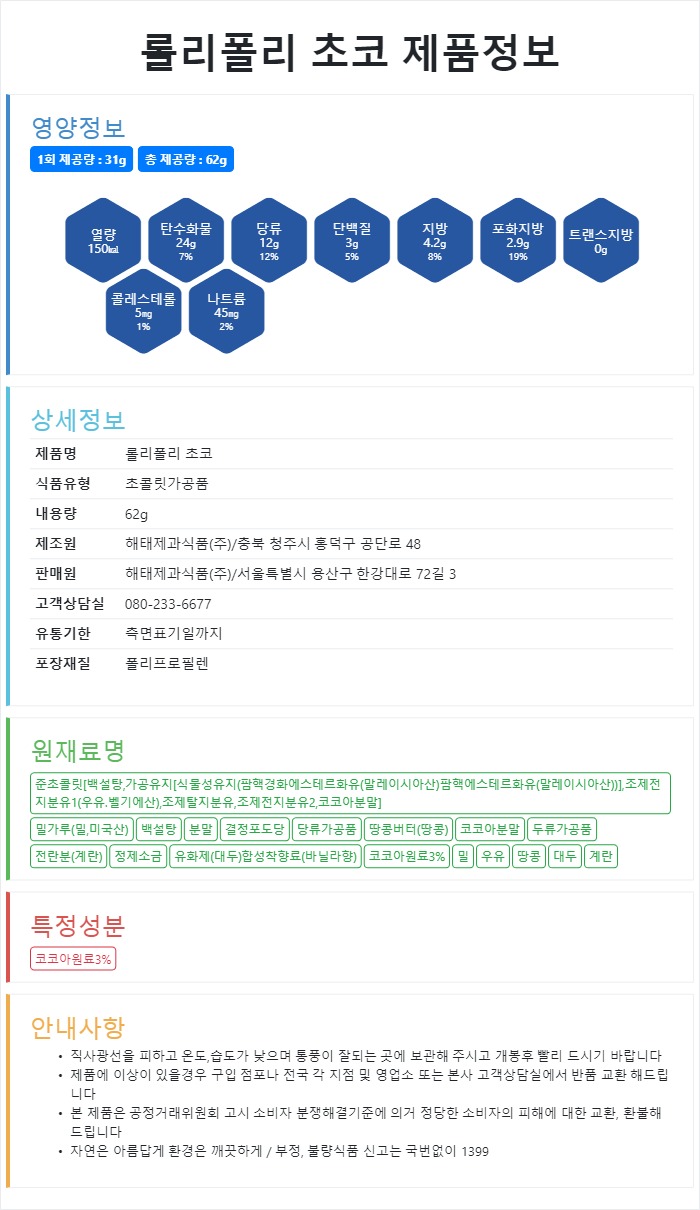 롤리폴리 초코 제품정보
영양정보
1회 제공량 : 31g 총 제공량 : 62g
열량
150㎉
탄수화물
24g
7%
당류
12g
12%
단백질
3g
5%
지방
4.2g
8%
포화지방
2.9g
19%
트랜스지방
0g
콜레스테롤
5㎎
1%
나트륨
45㎎
2%
상세정보
제품명 롤리폴리 초코
식품유형 초콜릿가공품
내용량 62g
제조원 해태제과식품(주)/충북 청주시 흥덕구 공단로 48
판매원 해태제과식품(주)/서울특별시 용산구 한강대로 72길 3
고객상담실 080-233-6677
유통기한 측면표기일까지
포장재질 폴리프로필렌
원재료명
준초콜릿[백설탕,가공유지[식물성유지(팜핵경화에스테르화유(말레이시아산)팜핵에스테르화유(말레이시아산))],조제전
지분유1(우유.벨기에산),조제탈지분유,조제전지분유2,코코아분말]
밀가루(밀,미국산) 백설탕 분말 결정포도당 당류가공품 땅콩버터(땅콩) 코코아분말 두류가공품
전란분(계란) 정제소금 유화제(대두)합성착향료(바닐라향) 코코아원료3% 밀 우유 땅콩 대두 계란
특정성분
코코아원료3%
안내사항
• 직사광선을 피하고 온도,습도가 낮으며 통풍이 잘되는 곳에 보관해 주시고 개봉후 빨리 드시기 바랍니다
• 제품에 이상이 있을경우 구입 점포나 전국 각 지점 및 영업소 또는 본사 고객상담실에서 반품 교환 해드립
니다
• 본 제품은 공정거래위원회 고시 소비자 분쟁해결기준에 의거 정당한 소비자의 피해에 대한 교환, 환불해
드립니다
• 자연은 아름답게 환경은 깨끗하게 / 부정, 불량식품 신고는 국번없이 1399